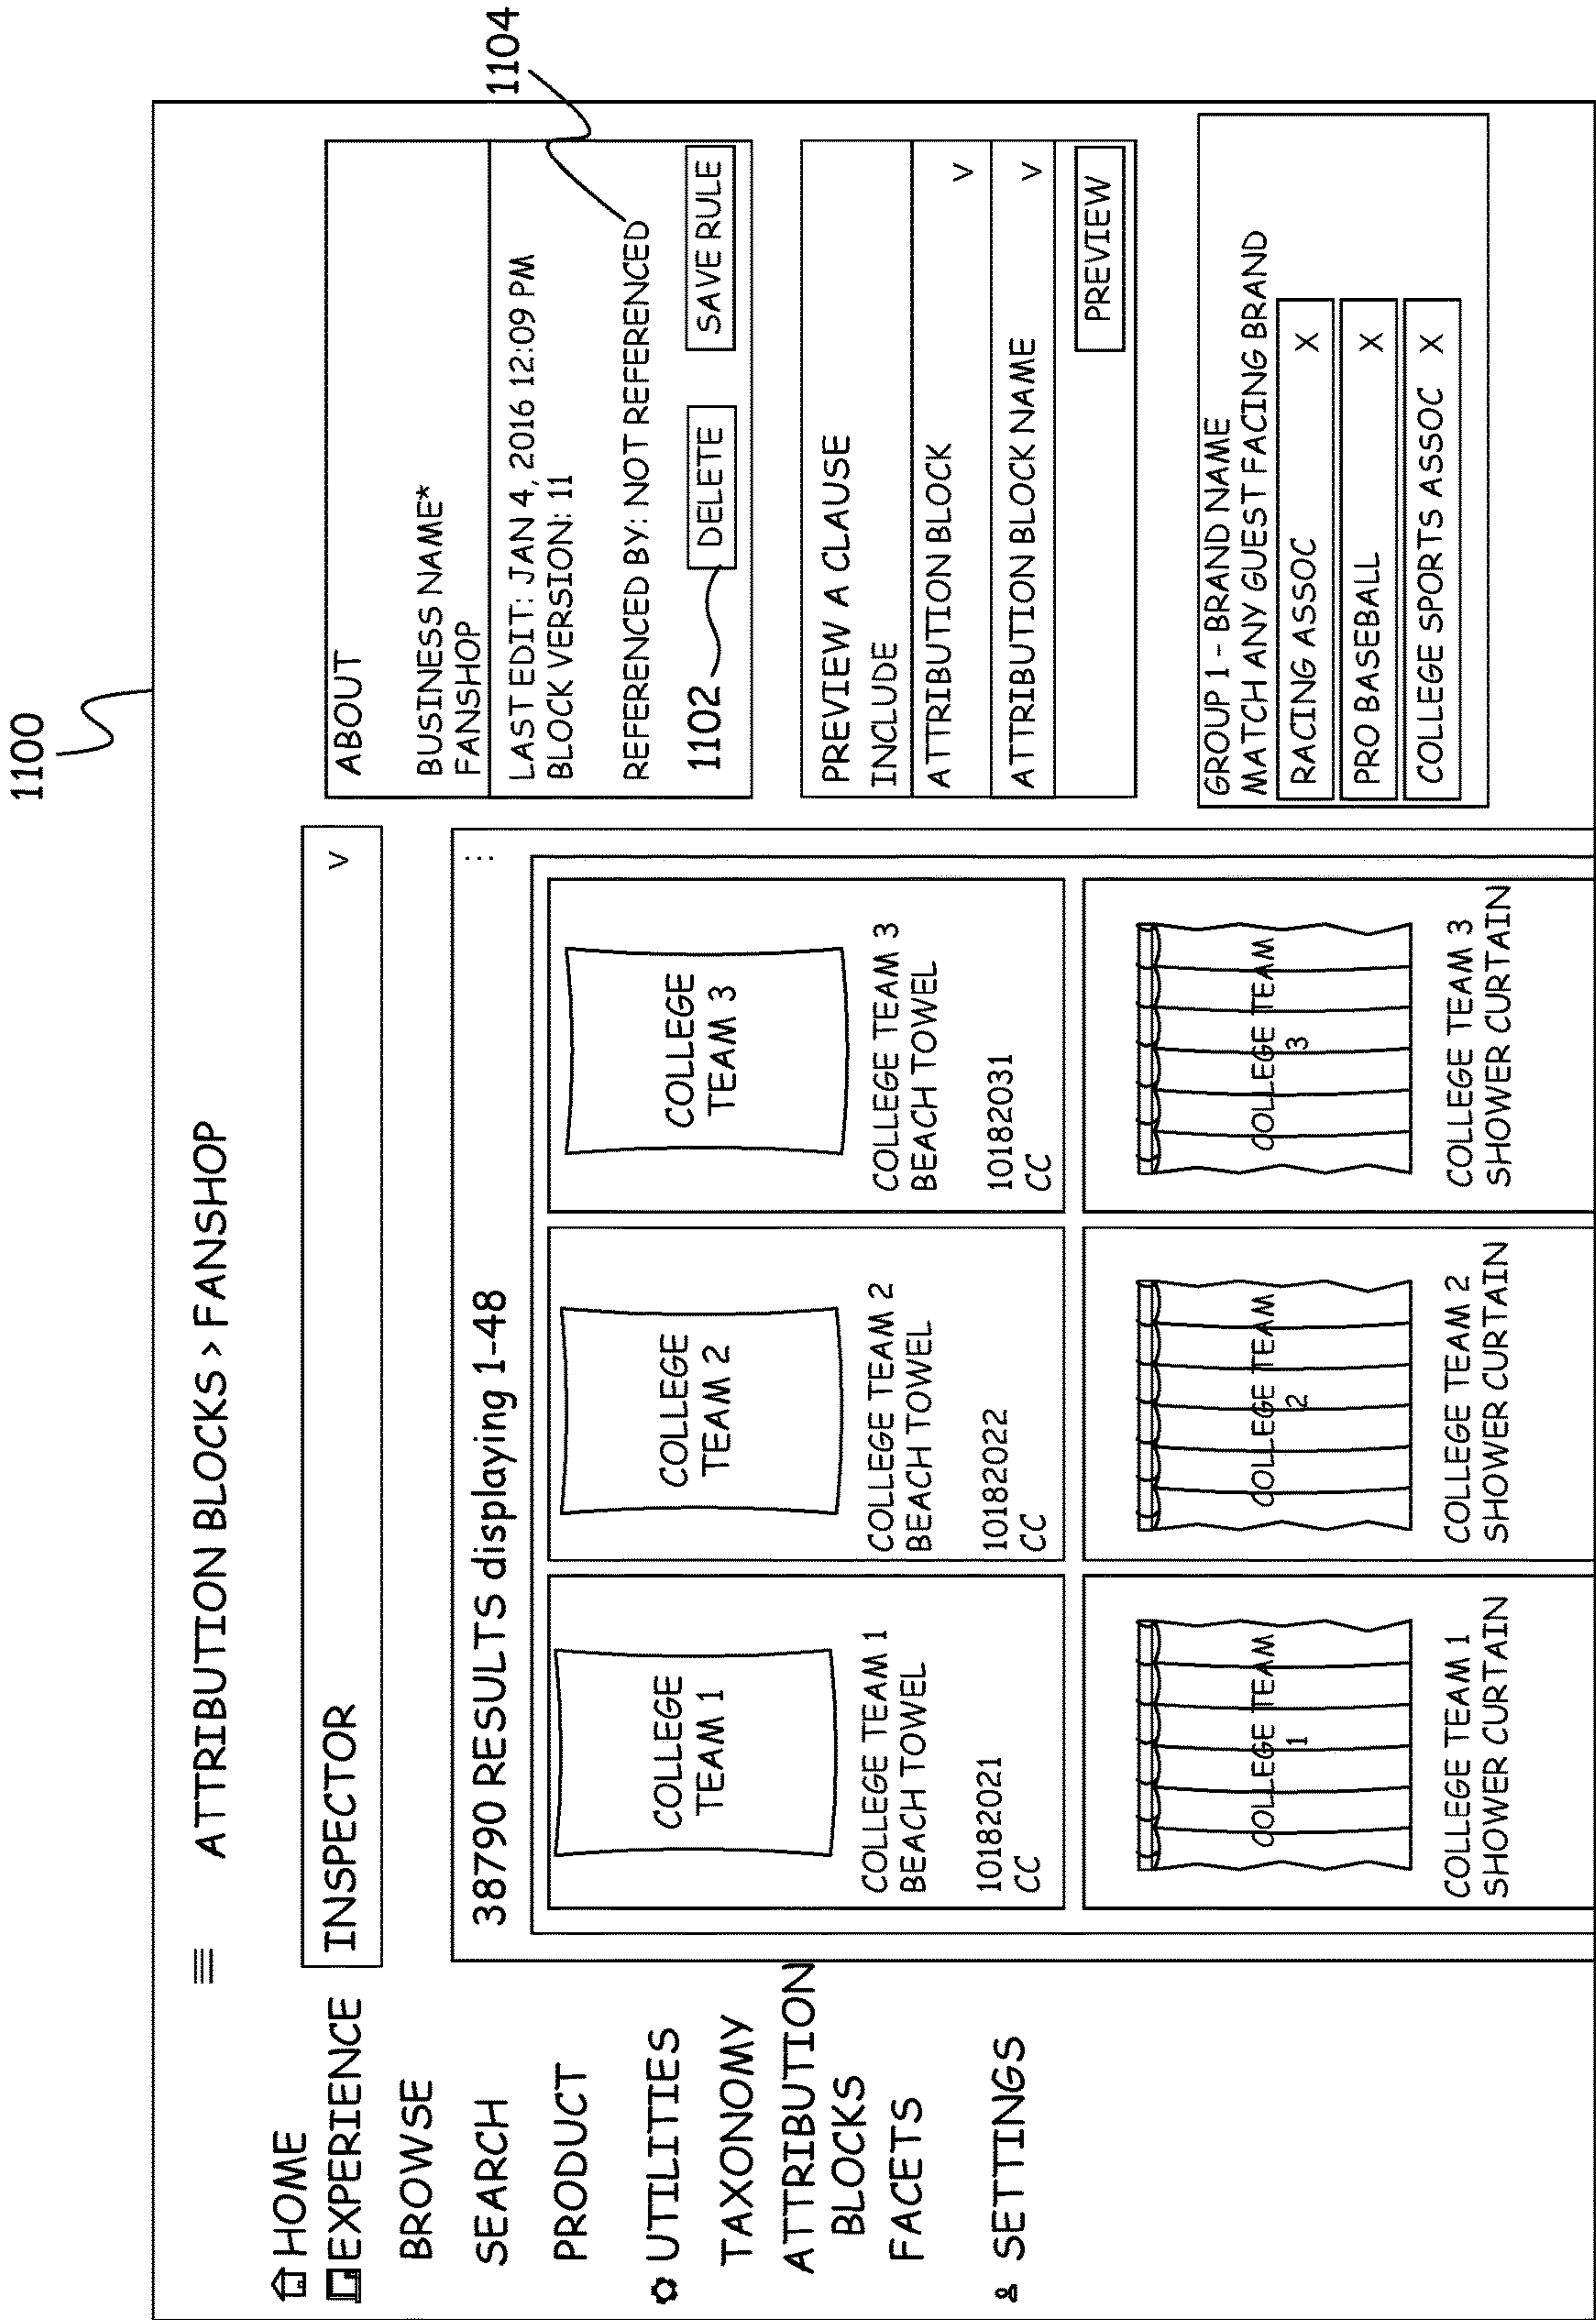 1100
≡ ATTRIBUTION BLOCKS > FANSHOP
HOME
EXPERIENCE
BROWSE
SEARCH
PRODUCT
UTILITIES
TAXONOMY
ATTRIBUTION
BLOCKS
FACETS
SETTINGS
INSPECTOR V
38790 RESULTS displaying 1-48
COLLEGE
TEAM 1
COLLEGE TEAM 1
BEACH TOWEL
10182021
CC
COLLEGE
TEAM 2
COLLEGE TEAM 2
BEACH TOWEL
10182022
CC
COLLEGE
TEAM 3
COLLEGE TEAM 3
BEACH TOWEL
10182031
CC
COLLEGE TEAM
1
COLLEGE TEAM 1
SHOWER CURTAIN
COLLEGE TEAM
2
COLLEGE TEAM 2
SHOWER CURTAIN
COLLEGE TEAM
3
COLLEGE TEAM 3
SHOWER CURTAIN
ABOUT
BUSINESS NAME*
FANSHOP
LAST EDIT: JAN 4, 2016 12:09 PM
BLOCK VERSION: 11
REFERENCED BY: NOT REFERENCED
1104
1102 DELETE SAVE RULE
PREVIEW A CLAUSE
INCLUDE
ATTRIBUTION BLOCK V
ATTRIBUTION BLOCK NAME V
PREVIEW
GROUP 1 - BRAND NAME
MATCH ANY GUEST FACING BRAND
RACING ASSOC X
PRO BASEBALL X
COLLEGE SPORTS ASSOC X